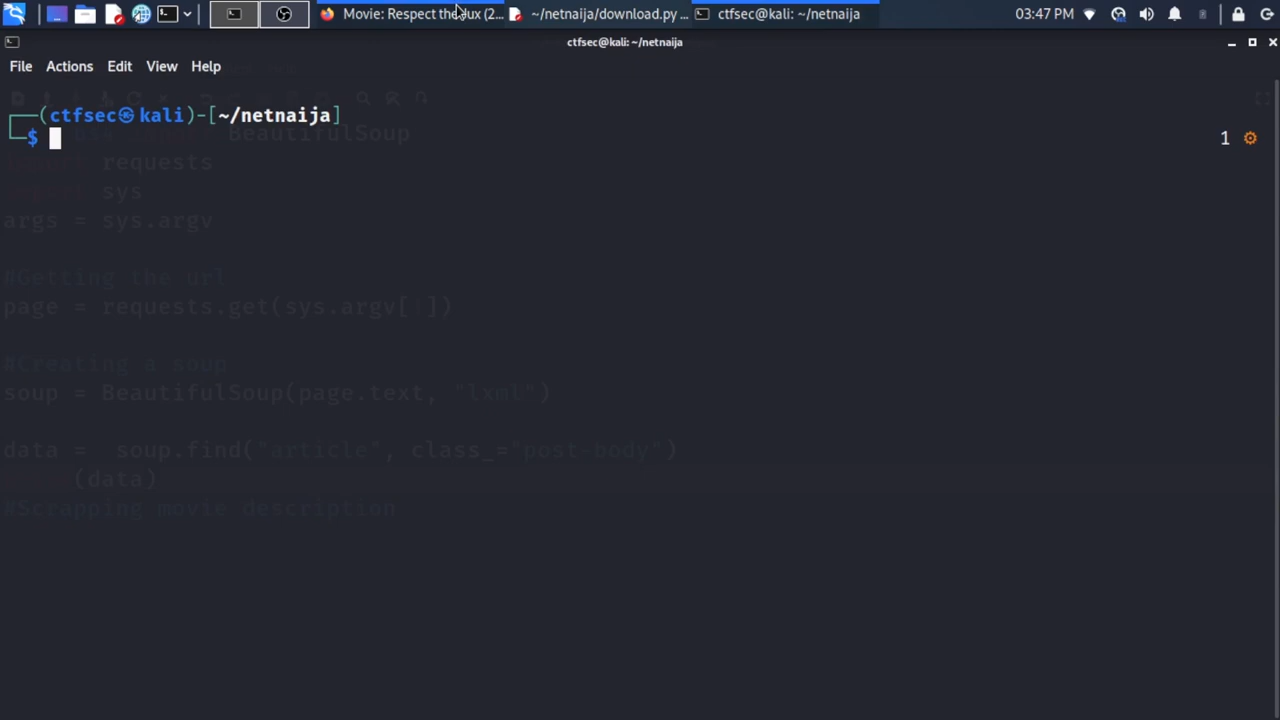 Movie: Respect the Jux (2...
~/netnaija/download.py ...
ctfsec@kali: ~/netnaija
03:47 PM
ctfsec@kali: ~/netnaija
File Actions Edit View Help
┌──(ctfsec㉿kali)-[~/netnaija]
└─$
1
BeautifulSoup
import requests
import sys
args = sys.argv
#Getting the url
page = requests.get(sys.argv[:])
#Creating a soup
soup = BeautifulSoup(page.text, "lxml")
data = soup.find("article", class_="post-body")
(data)
#Scrapping movie description